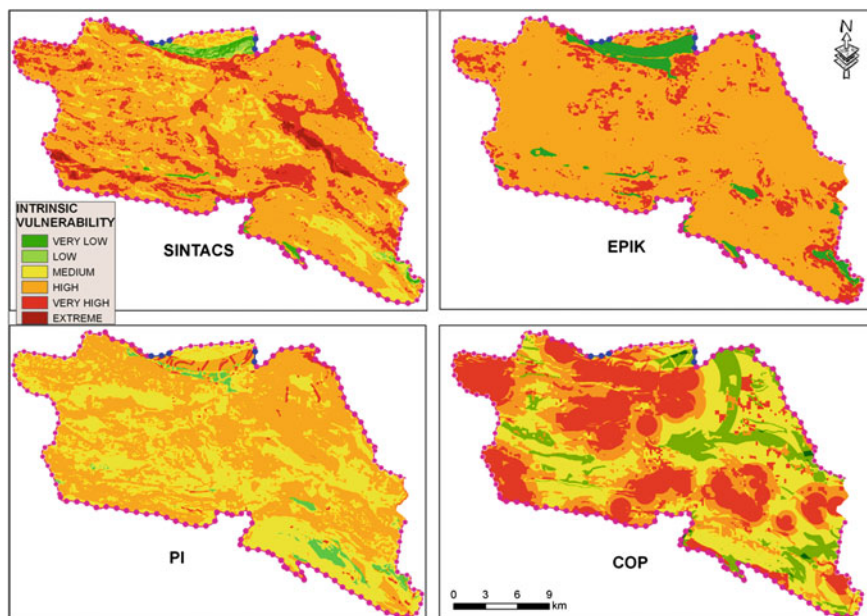 N
INTRINSIC
VULNERABILITY
VERY LOW
LOW
MEDIUM
HIGH
VERY HIGH
EXTREME
SINTACS
EPIK
PI
COP
0 3 6 9
km